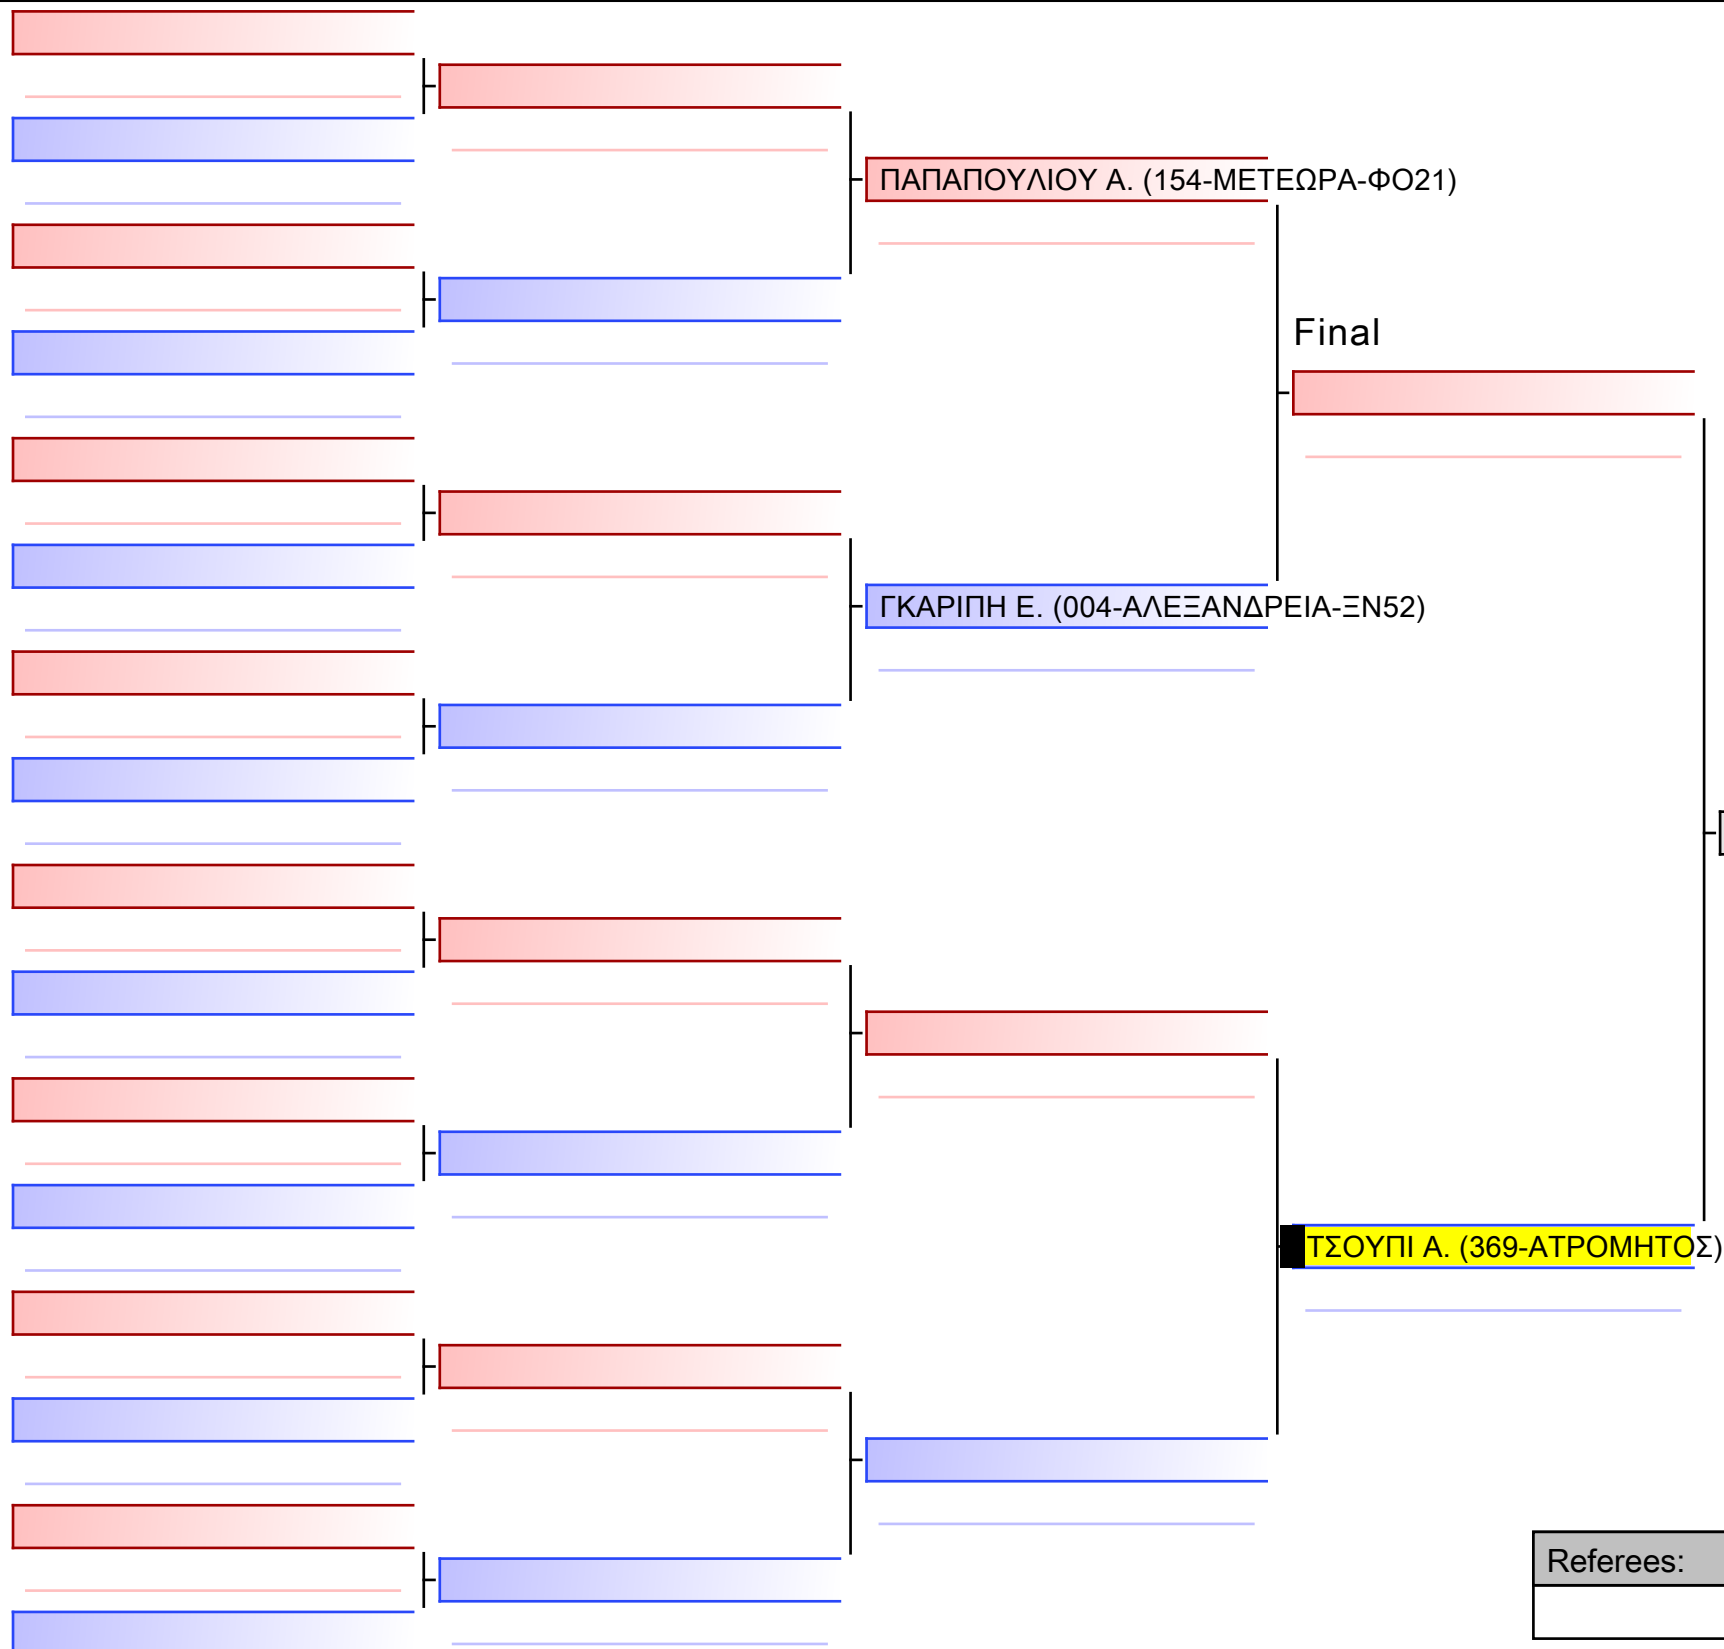 ΠΑΠΑΠΟΥΛΙΟΥ Α. (154-ΜΕΤΕΩΡΑ-ΦΟ21)
Final
ΓΚΑΡΙΠΗ Ε. (004-ΑΛΕΞΑΝΔΡΕΙΑ-ΞΝ52)
ΤΣΟΥΠΙ Α. (369-ΑΤΡΟΜΗΤΟΣ)
Referees: